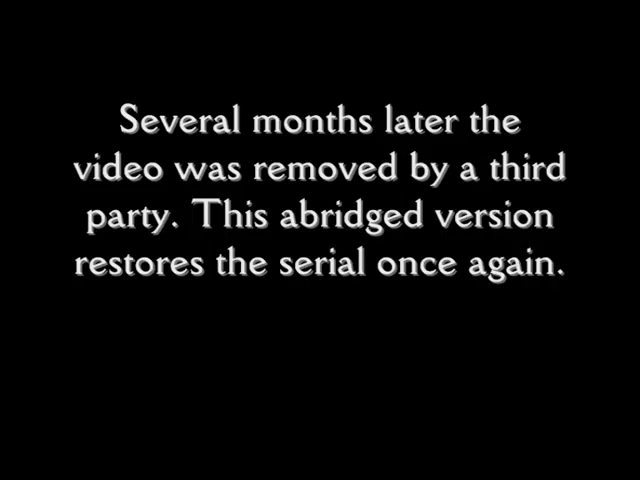 Several months later the
video was removed by a third
party. This abridged version
restores the serial once again.